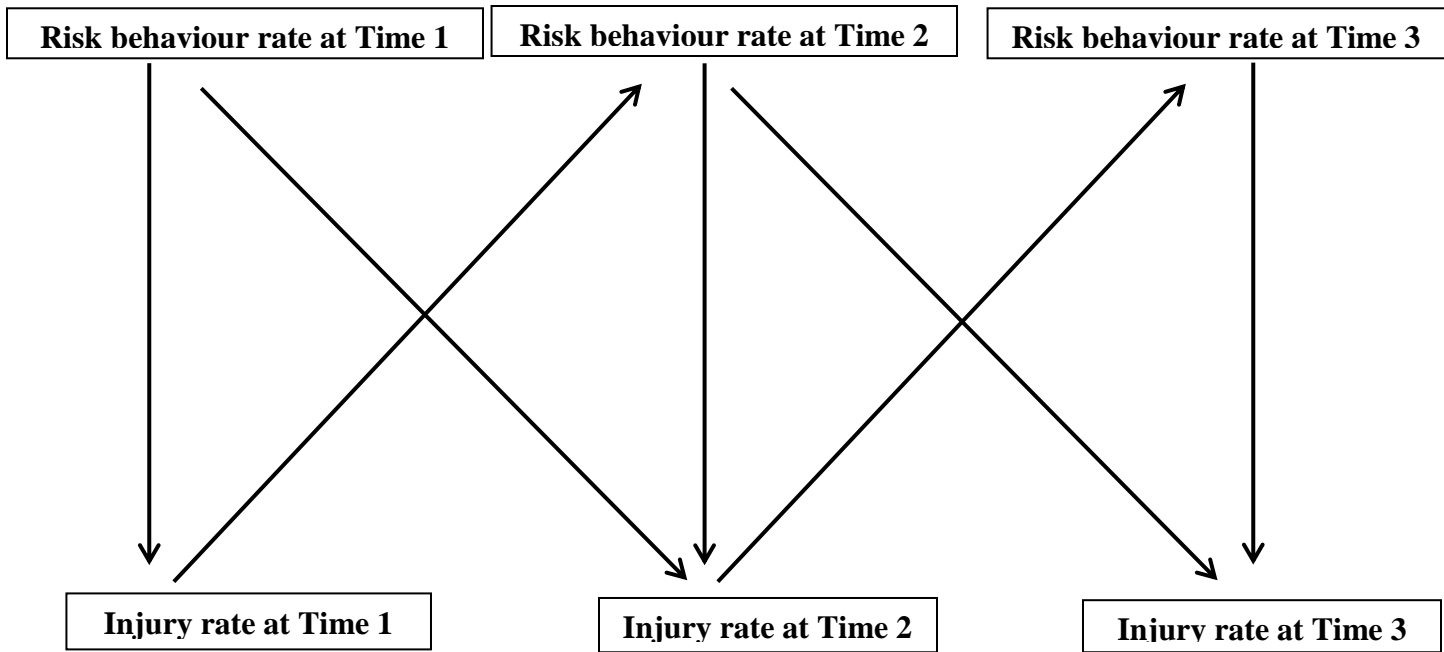 Risk behaviour rate at Time 1
Risk behaviour rate at Time 2
Risk behaviour rate at Time 3
Injury rate at Time 1
Injury rate at Time 2
Injury rate at Time 3